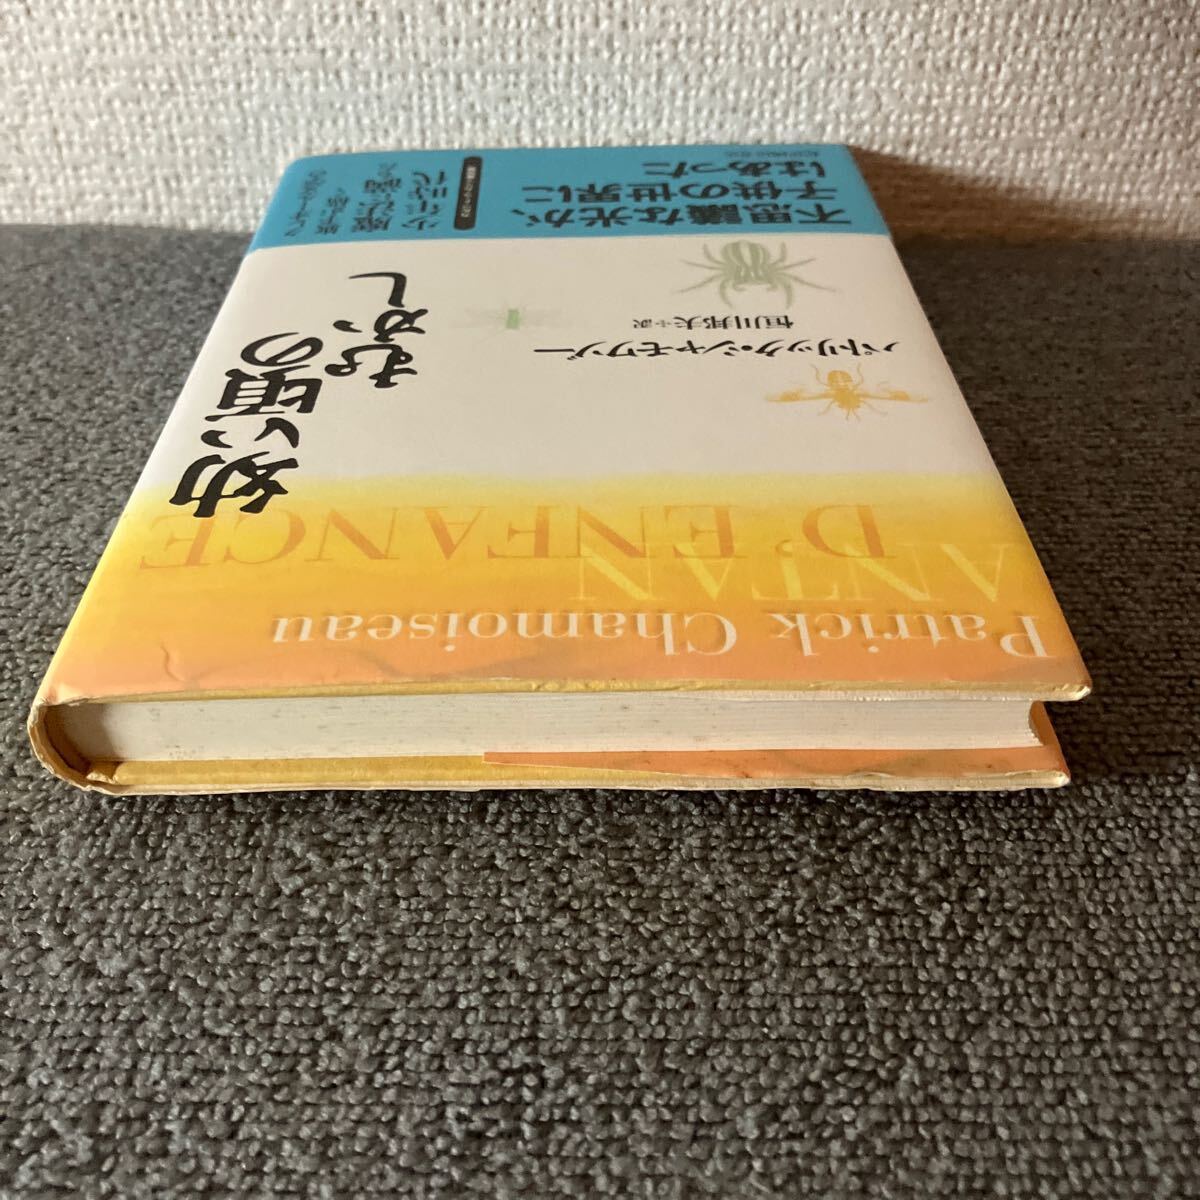 Patrick Chamoiseau
ANTAN
D'ENFANCE
幼い頃の
むかし
パトリック・シャモワゾー
恒川邦夫＋訳
不思議な光が、
子供の世界に
はあった